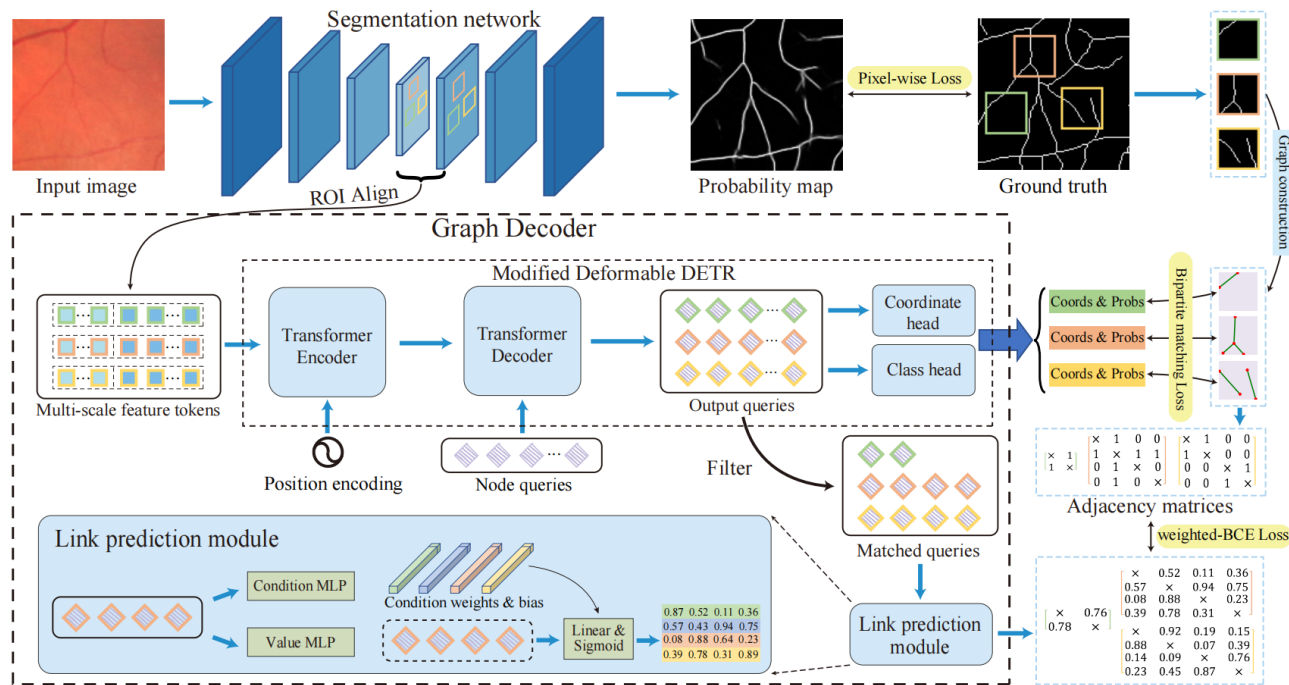 Segmentation network
Input image
ROI Align
Probability map
Pixel-wise Loss
Ground truth
Graph construction
Graph Decoder
Modified Deformable DETR
Multi-scale feature tokens
Transformer
Encoder
Transformer
Decoder
Output queries
Coordinate
head
Class head
Coords & Probs
Coords & Probs
Coords & Probs
Bipartite
matching Loss
Position encoding
Node queries
Filter
Matched queries
× 1
1 ×
× 1 0 0
1 × 1 1
0 1 × 0
0 1 0 ×
× 1 0 0
1 × 0 0
0 0 × 1
0 0 1 ×
Adjacency matrices
weighted-BCE Loss
Link prediction module
Condition MLP
Value MLP
Condition weights & bias
Linear &
Sigmoid
0.87 0.52 0.11 0.36
0.57 0.43 0.94 0.75
0.08 0.88 0.64 0.23
0.39 0.78 0.31 0.89
Link prediction
module
× 0.76
0.78 ×
× 0.52 0.11 0.36
0.57 × 0.94 0.75
0.08 0.88 × 0.23
0.39 0.78 0.31 ×
× 0.92 0.19 0.15
0.88 × 0.07 0.39
0.14 0.09 × 0.76
0.23 0.45 0.87 ×